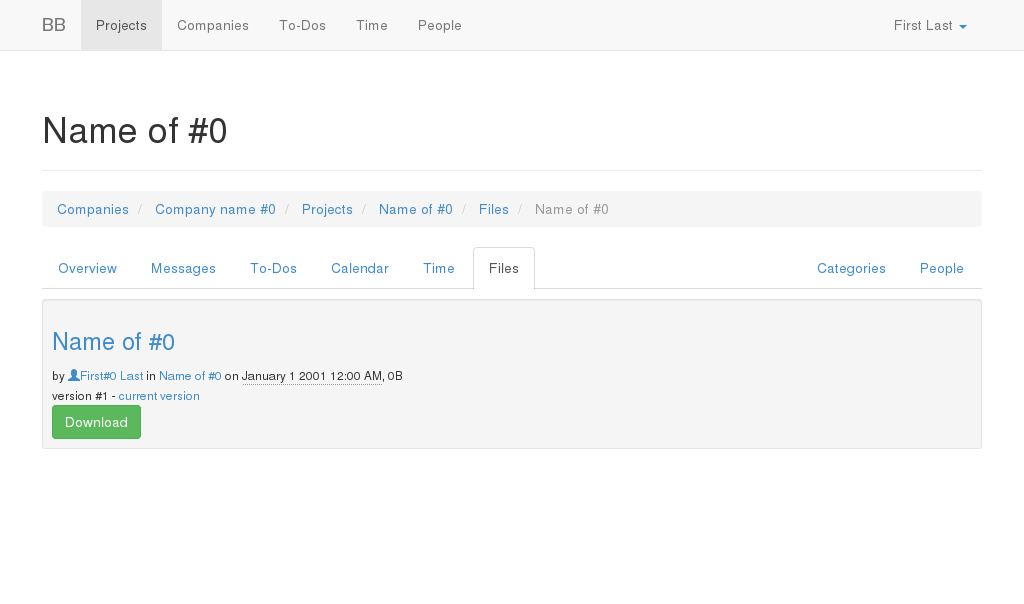 BB Projects Companies To-Dos Time People First Last
Name of #0
Companies / Company name #0 / Projects / Name of #0 / Files / Name of #0
Overview Messages To-Dos Calendar Time Files Categories People
Name of #0
by First#0 Last in Name of #0 on January 1 2001 12:00 AM, 0B
version #1 - current version
Download